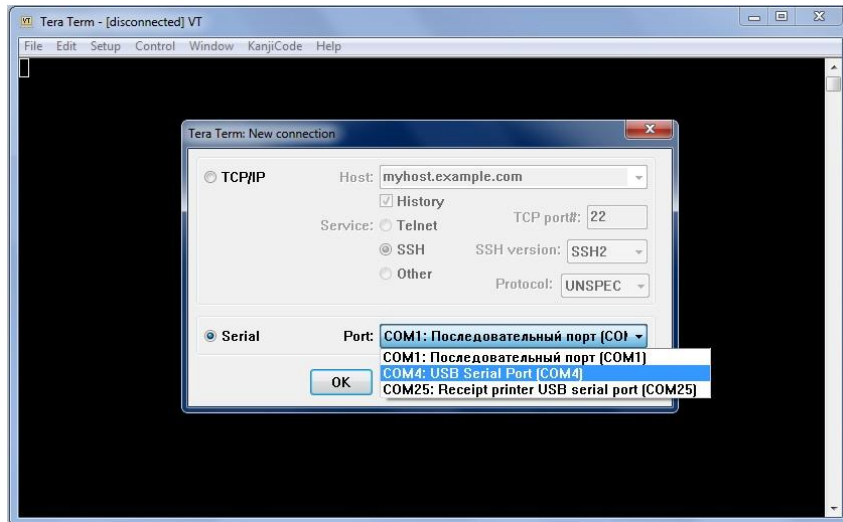 VT Tera Term - [disconnected] VT
File Edit Setup Control Window KanjiCode Help
Tera Term: New connection
TCP/IP Host: myhost.example.com
History
Service: Telnet TCP port#: 22
SSH SSH version: SSH2
Other Protocol: UNSPEC
Serial Port: COM1: Последовательный порт (CO
COM1: Последовательный порт (COM1)
OK COM4: USB Serial Port (COM4)
COM25: Receipt printer USB serial port (COM25)